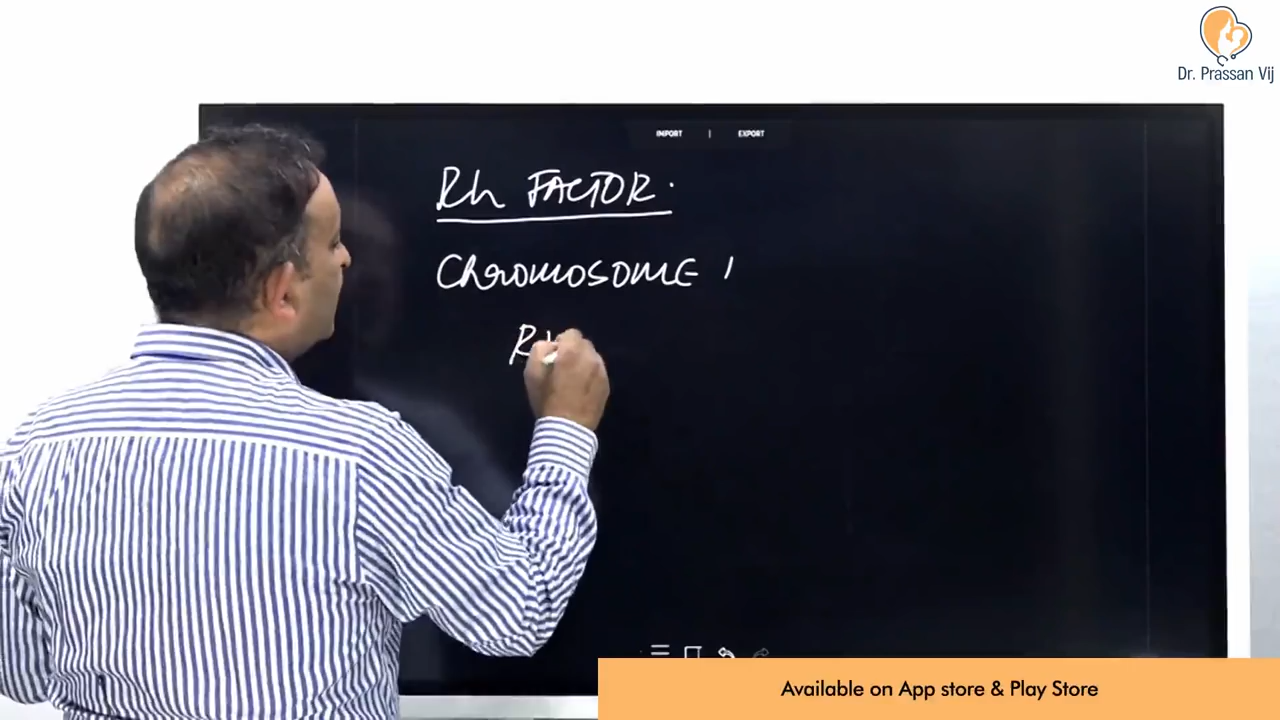 Dr. Prassan Vij
IMPORT | EXPORT
Rh FACTOR.
ChROMOSOME 1
Available on App store & Play Store